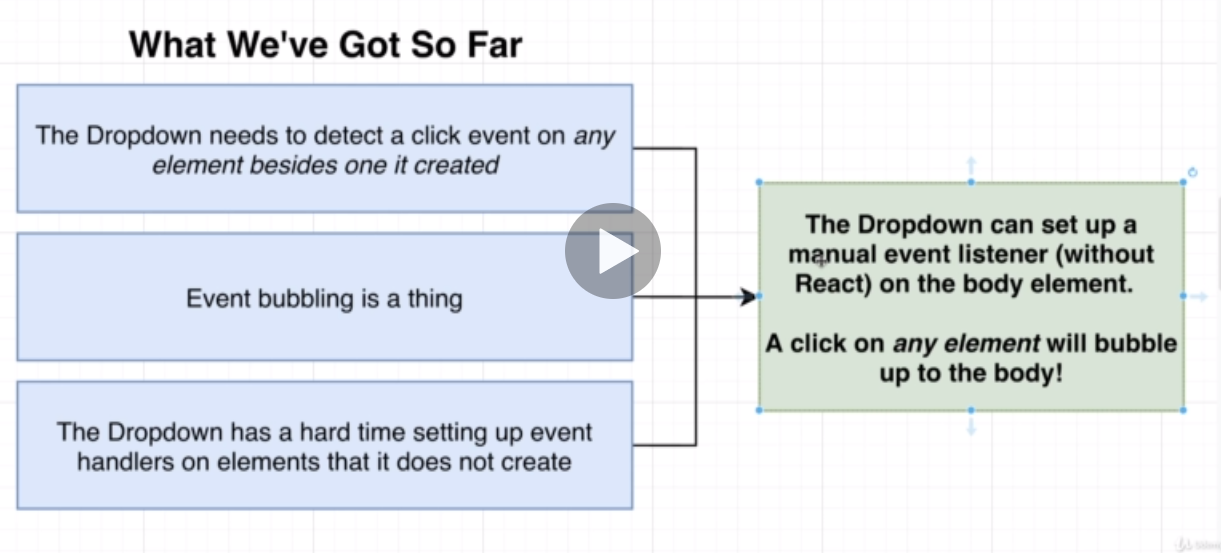 What We've Got So Far
The Dropdown needs to detect a click event on any
element besides one it created
Event bubbling is a thing
The Dropdown has a hard time setting up event
handlers on elements that it does not create
The Dropdown can set up a
manual event listener (without
React) on the body element.
A click on any element will bubble
up to the body!